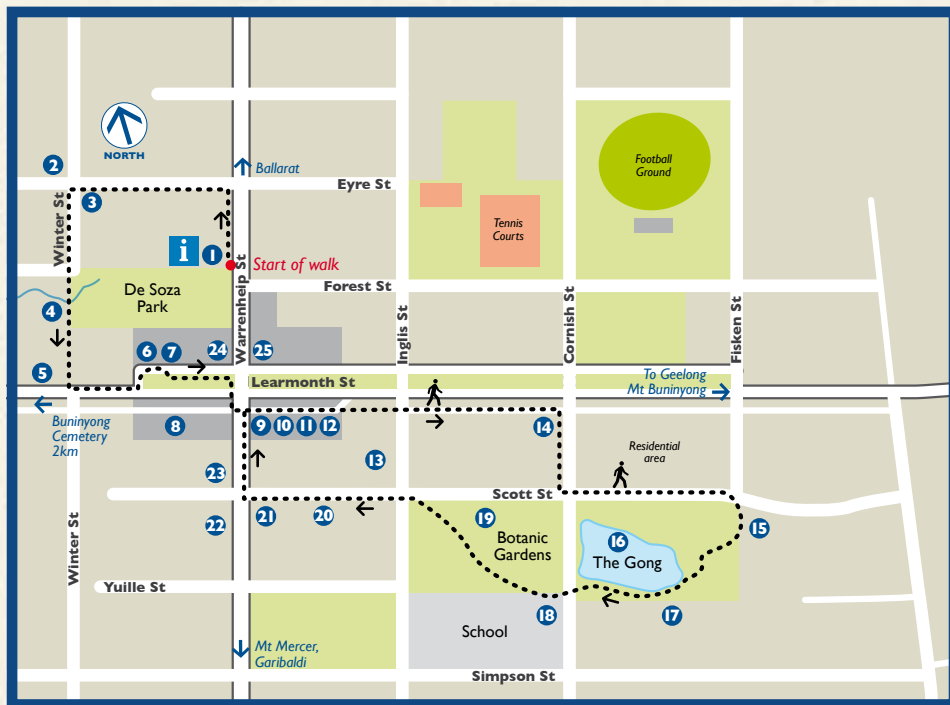 NORTH
2
Ballarat
Eyre St
Football
Ground
3
Winter St
Tennis
Courts
i
1
Start of walk
Warrenheip St
De Soza
Park
Forest St
4
Inglis St
Cornish St
Fisken St
6
7
24
25
5
Learmonth St
To Geelong
Mt Buninyong
Buninyong
Cemetery
2km
8
9
10
11
12
14
13
Residential
area
23
Scott St
22
21
20
19
15
Winter St
Botanic
Gardens
16
The Gong
Yuille St
18
17
School
Mt Mercer,
Garibaldi
Simpson St